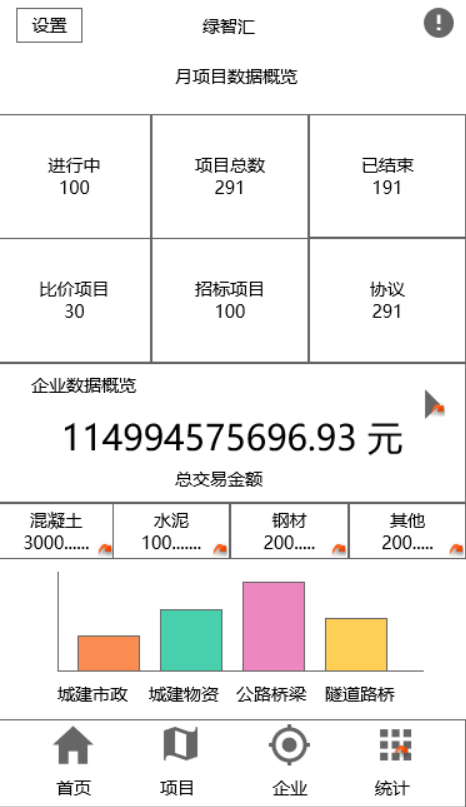 设置
绿智汇
月项目数据概览
进行中
100
项目总数
291
已结束
191
比价项目
30
招标项目
100
协议
291
企业数据概览
114994575696.93 元
总交易金额
混凝土
3000......
水泥
100.......
钢材
200.....
其他
200.....
城建市政
城建物资
公路桥梁
隧道路桥
首页
项目
企业
统计